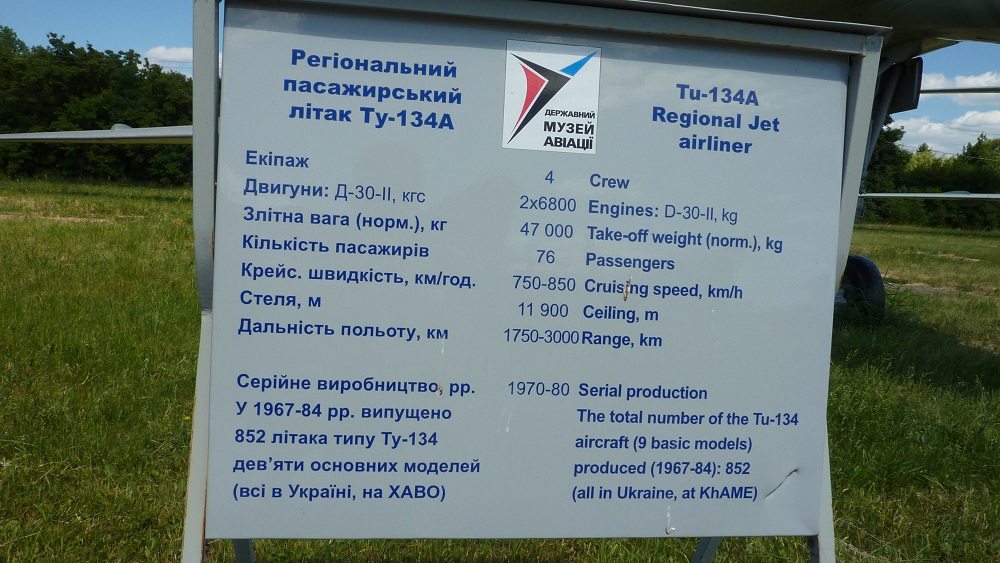 Регіональний
пасажирський
літак Ту-134А
ДЕРЖАВНИЙ
МУЗЕЙ
АВІАЦІЇ
Tu-134A
Regional Jet
airliner
Екіпаж 4 Crew
Двигуни: Д-30-II, кгс 2x6800 Engines: D-30-II, kg
Злітна вага (норм.), кг 47 000 Take-off weight (norm.), kg
Кількість пасажирів 76 Passengers
Крейс. швидкість, км/год. 750-850 Cruising speed, km/h
Стеля, м 11 900 Ceiling, m
Дальність польоту, км 1750-3000 Range, km
Серійне виробництво, рр. 1970-80 Serial production
У 1967-84 рр. випущено
852 літака типу Ту-134
дев’яти основних моделей
(всі в Україні, на ХАВО)
The total number of the Tu-134
aircraft (9 basic models)
produced (1967-84): 852
(all in Ukraine, at KhAME)